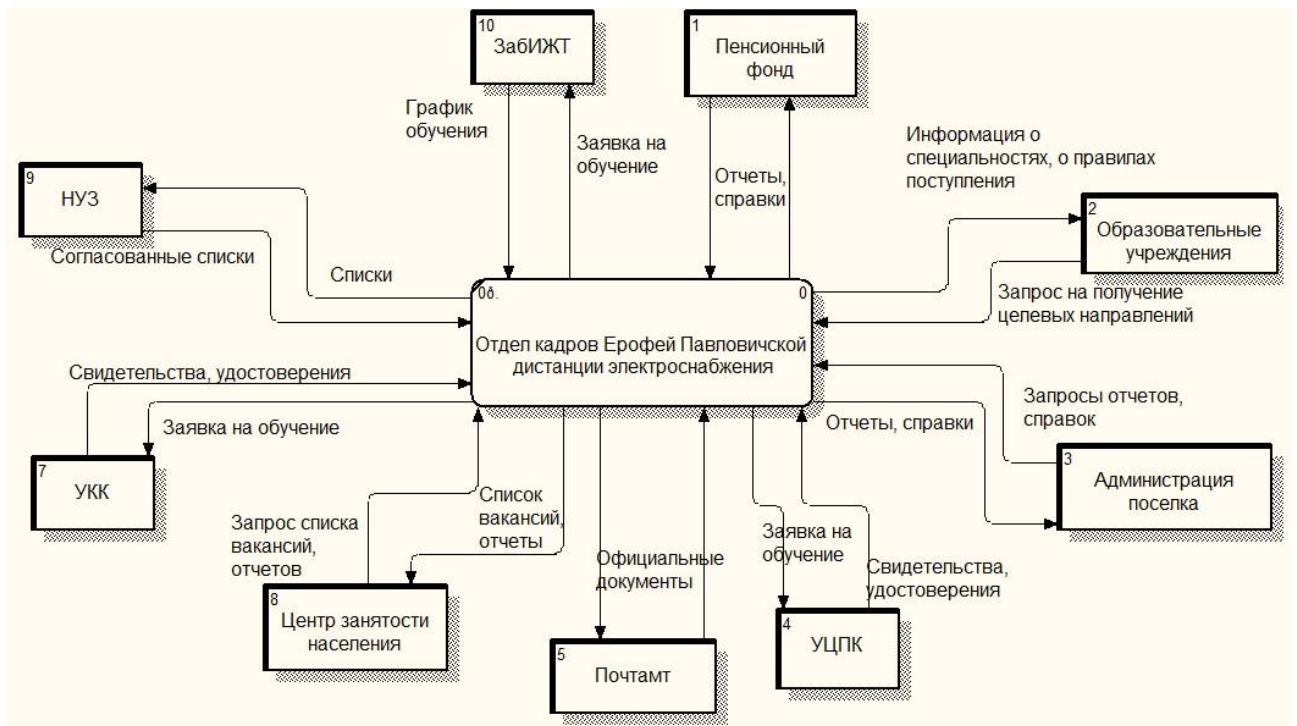 10
ЗабИЖТ
1
Пенсионный
фонд
График
обучения
Заявка на
обучение
Отчеты,
справки
Информация о
специальностях, о правилах
поступления
9
НУЗ
2
Образовательные
учреждения
Согласованные списки
Списки
Запрос на получение
целевых направлений
0ð.
0
Отдел кадров Ерофей Павловичской
дистанции электроснабжения
Свидетельства, удостоверения
Заявка на обучение
Отчеты, справки
Запросы отчетов,
справок
7
УКК
3
Администрация
поселка
Запрос списка
вакансий,
отчетов
Список
вакансий,
отчеты
Официальные
документы
Заявка на
обучение
Свидетельства,
удостоверения
8
Центр занятости
населения
5
Почтамт
4
УЦПК